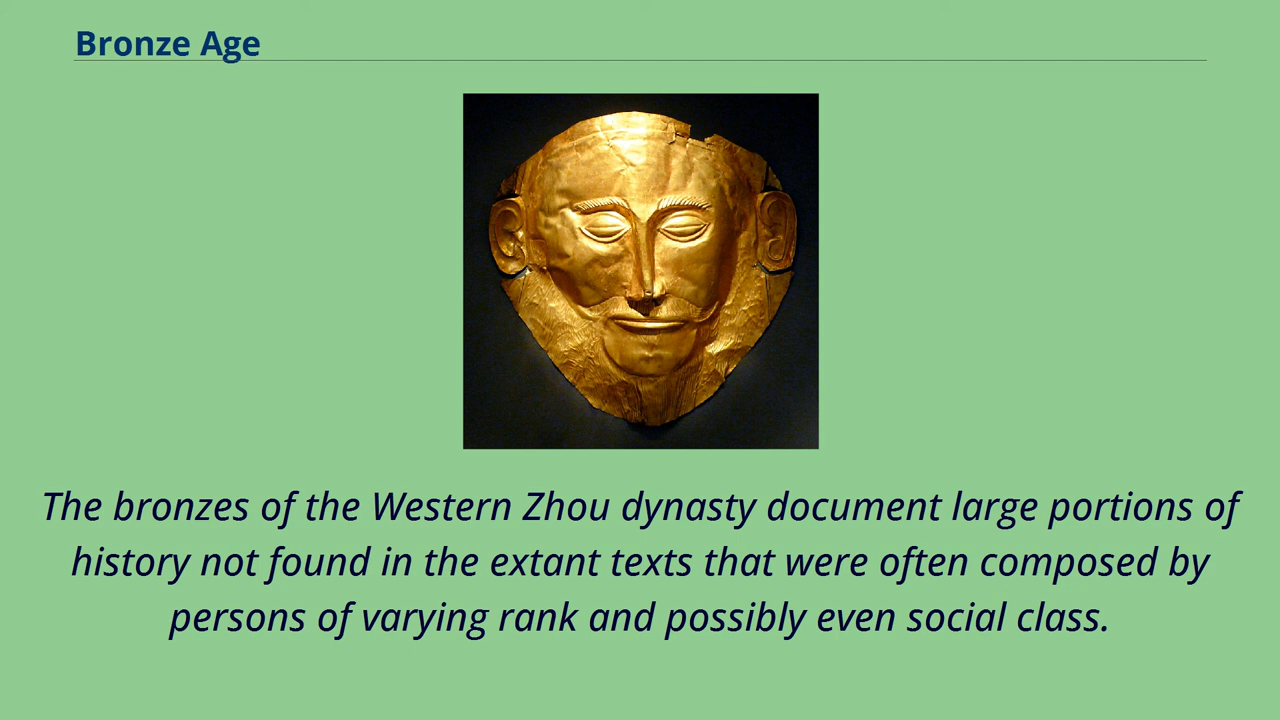 Bronze Age
The bronzes of the Western Zhou dynasty document large portions of
history not found in the extant texts that were often composed by
persons of varying rank and possibly even social class.